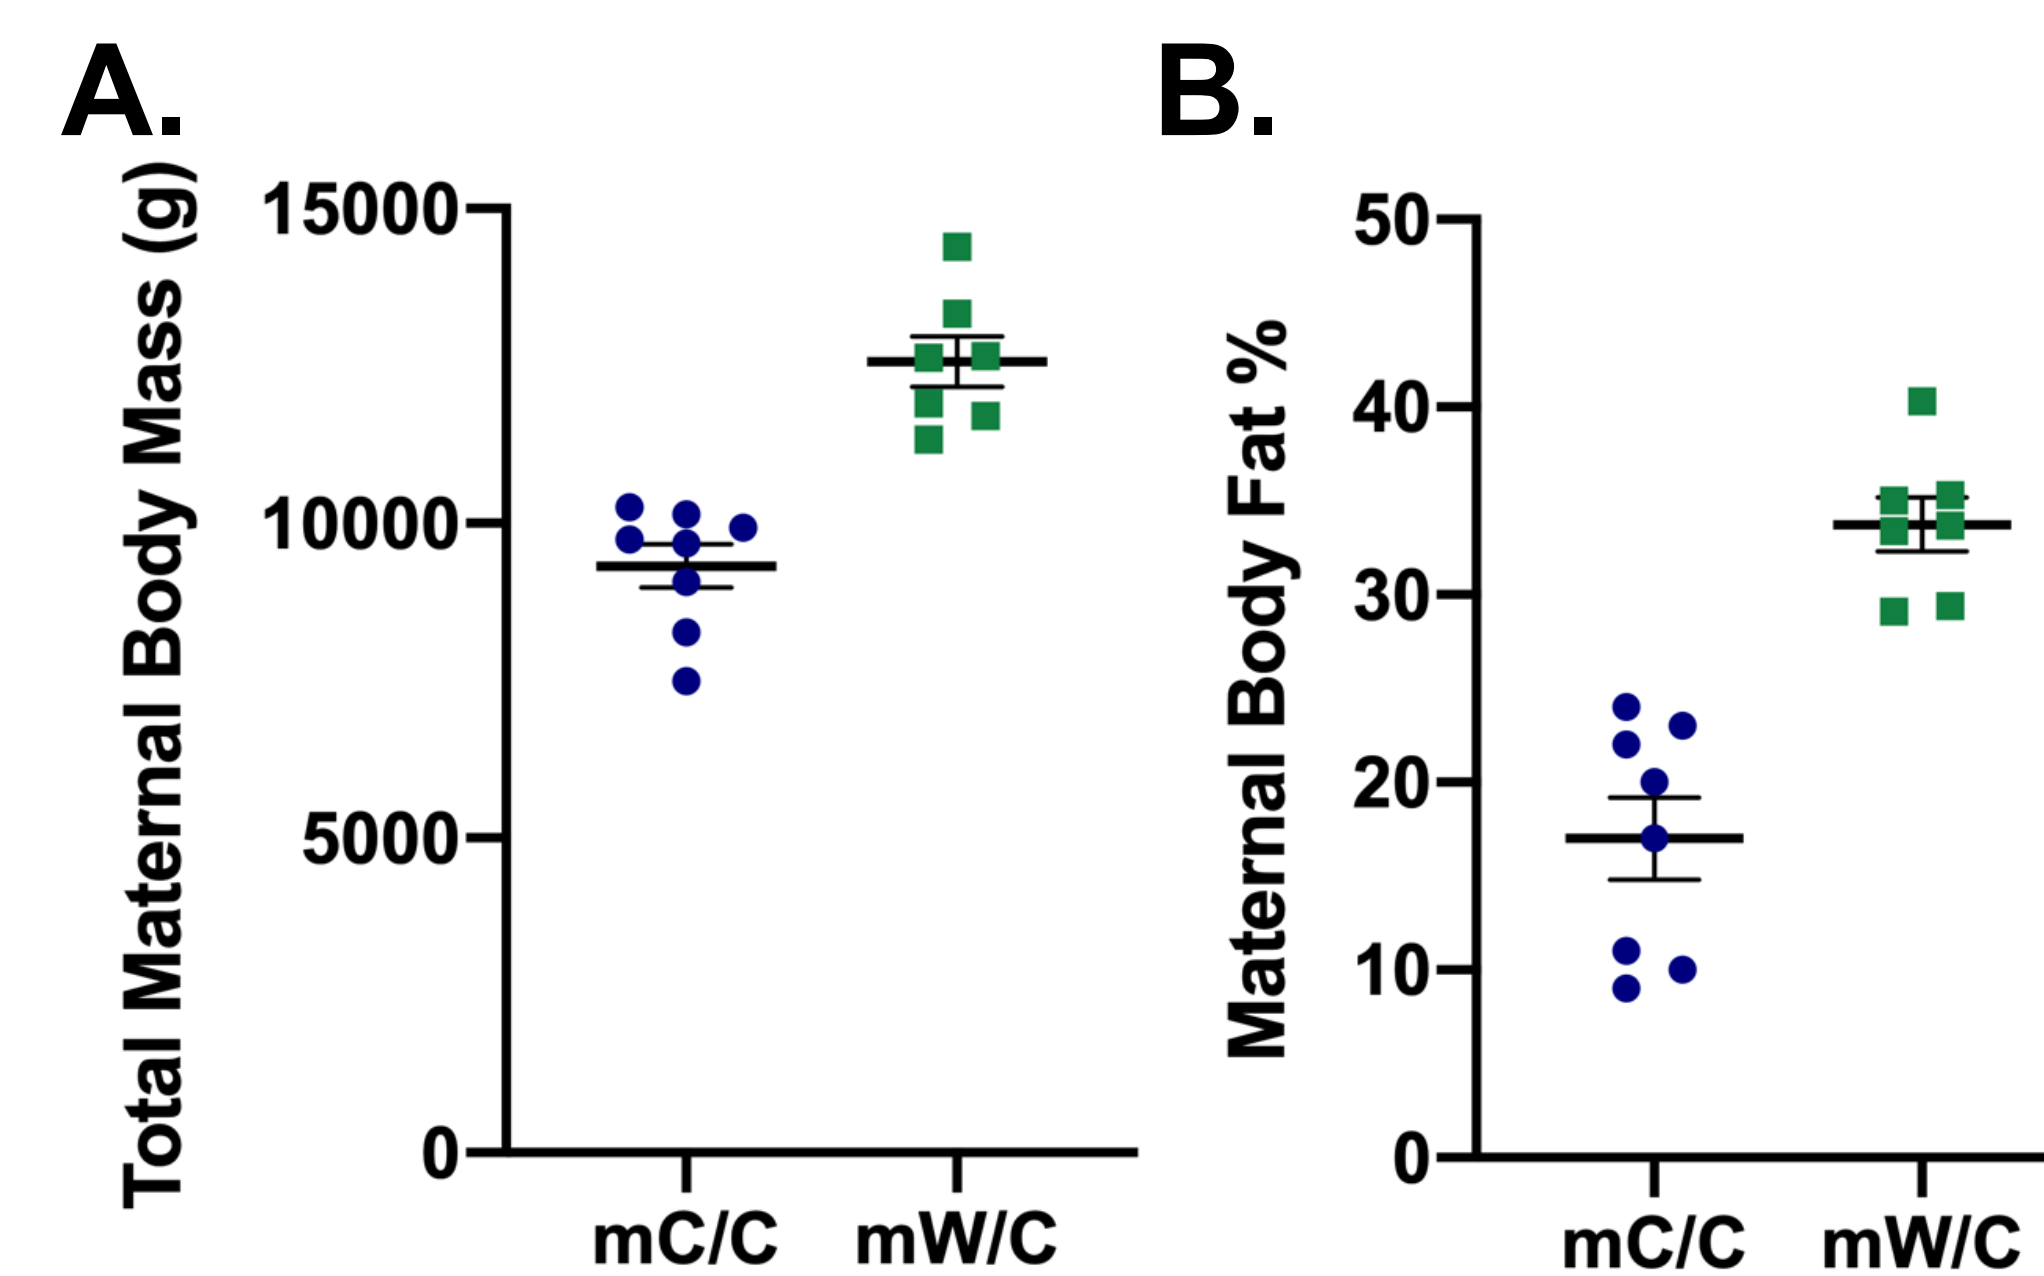 A.
Total Maternal Body Mass (g)
15000
10000
5000
0
mC/C
mW/C
B.
Maternal Body Fat %
50
40
30
20
10
0
mC/C
mW/C